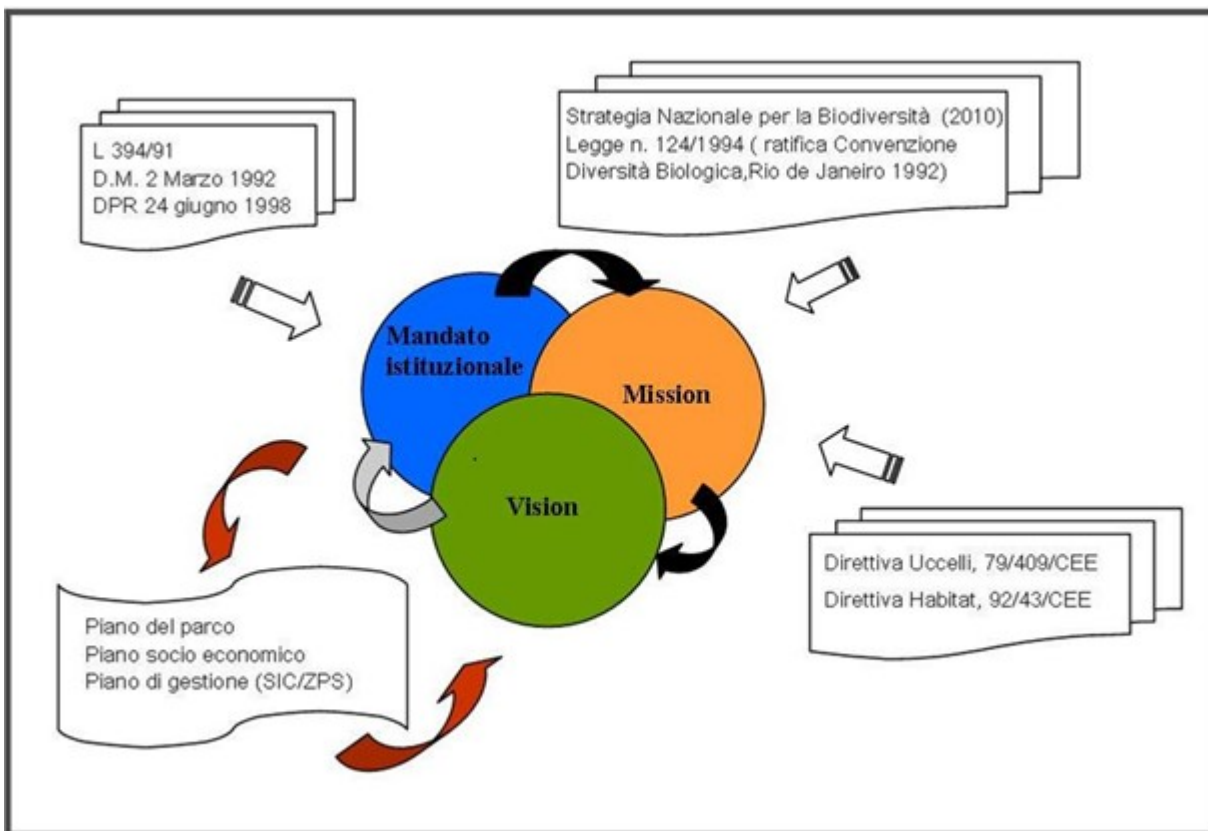 L 394/91
D.M. 2 Marzo 1992
DPR 24 giugno 1998
Strategia Nazionale per la Biodiversità (2010)
Legge n. 124/1994 ( ratifica Convenzione
Diversità Biologica,Rio de Janeiro 1992)
Mandato
istituzionale
Mission
Vision
Direttiva Uccelli, 79/409/CEE
Direttiva Habitat, 92/43/CEE
Piano del parco
Piano socio economico
Piano di gestione (SIC/ZPS)